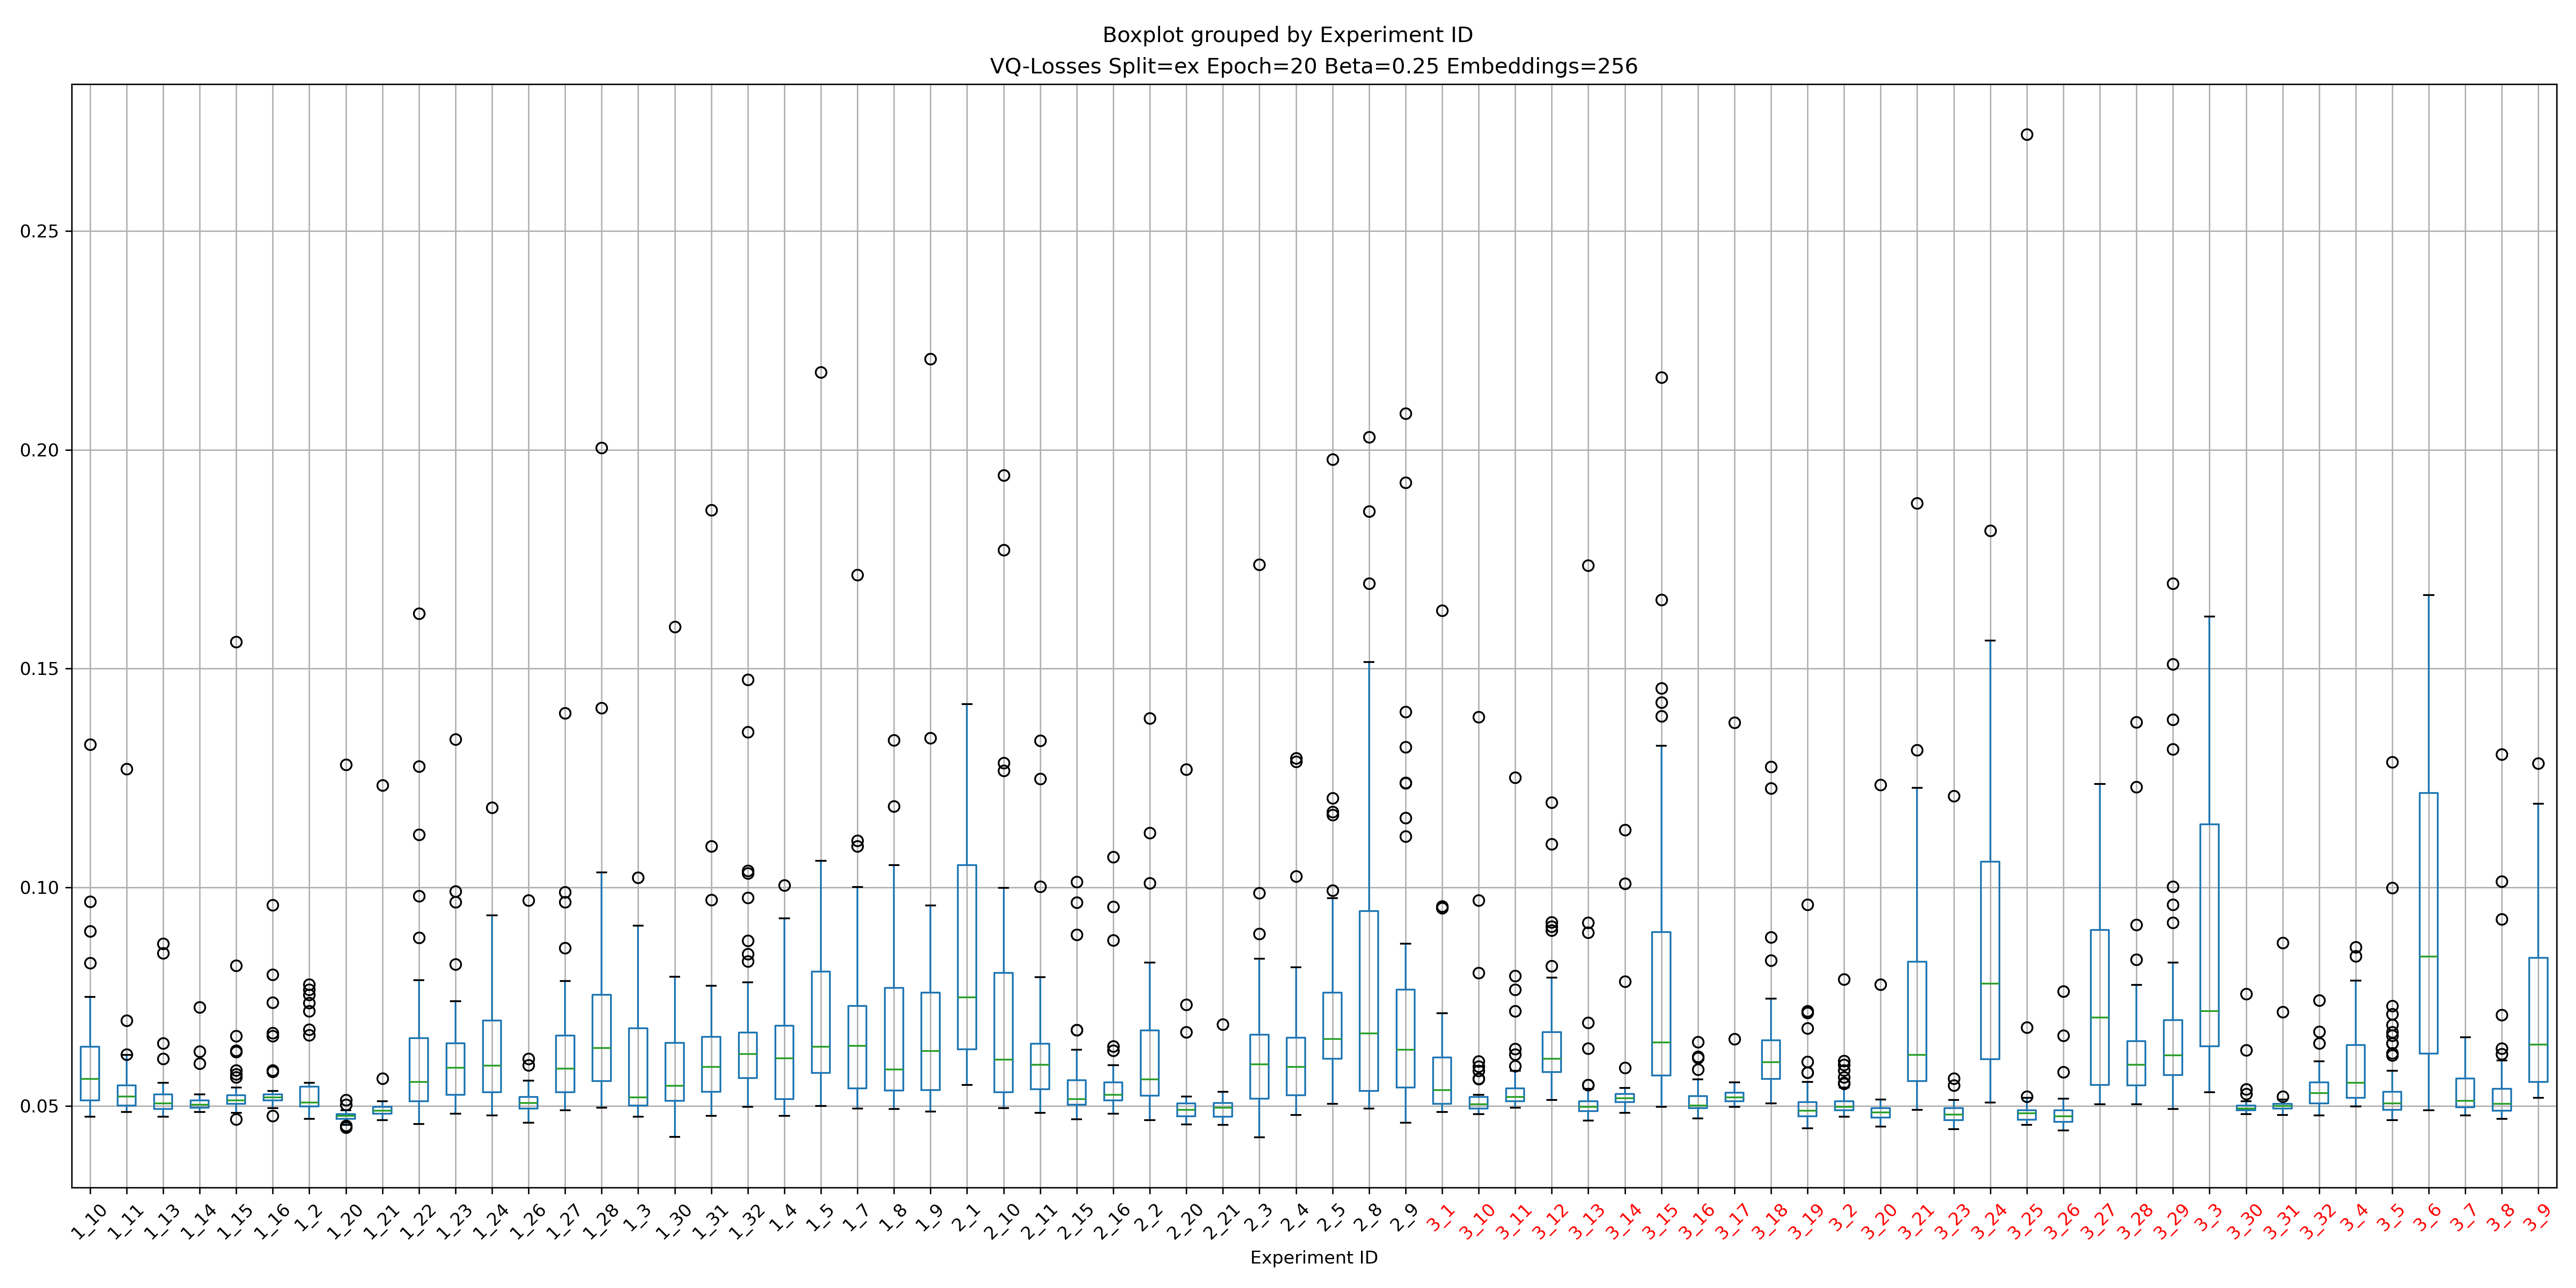 Boxplot grouped by Experiment ID
VQ-Losses Split=ex Epoch=20 Beta=0.25 Embeddings=256
0.25
0.20
0.15
0.10
0.05
1_10 1_11 1_13 1_14 1_15 1_16 1_2 1_20 1_21 1_22 1_23 1_24 1_26 1_27 1_28 1_3 1_30 1_31 1_32 1_4 1_5 1_7 1_8 1_9 2_1 2_10 2_11 2_15 2_16 2_2 2_20 2_21 2_3 2_4 2_5 2_8 2_9 3_1 3_10 3_11 3_12 3_13 3_14 3_15 3_16 3_17 3_18 3_19 3_2 3_20 3_21 3_23 3_24 3_25 3_26 3_27 3_28 3_29 3_3 3_30 3_31 3_32 3_4 3_5 3_6 3_7 3_8 3_9
Experiment ID